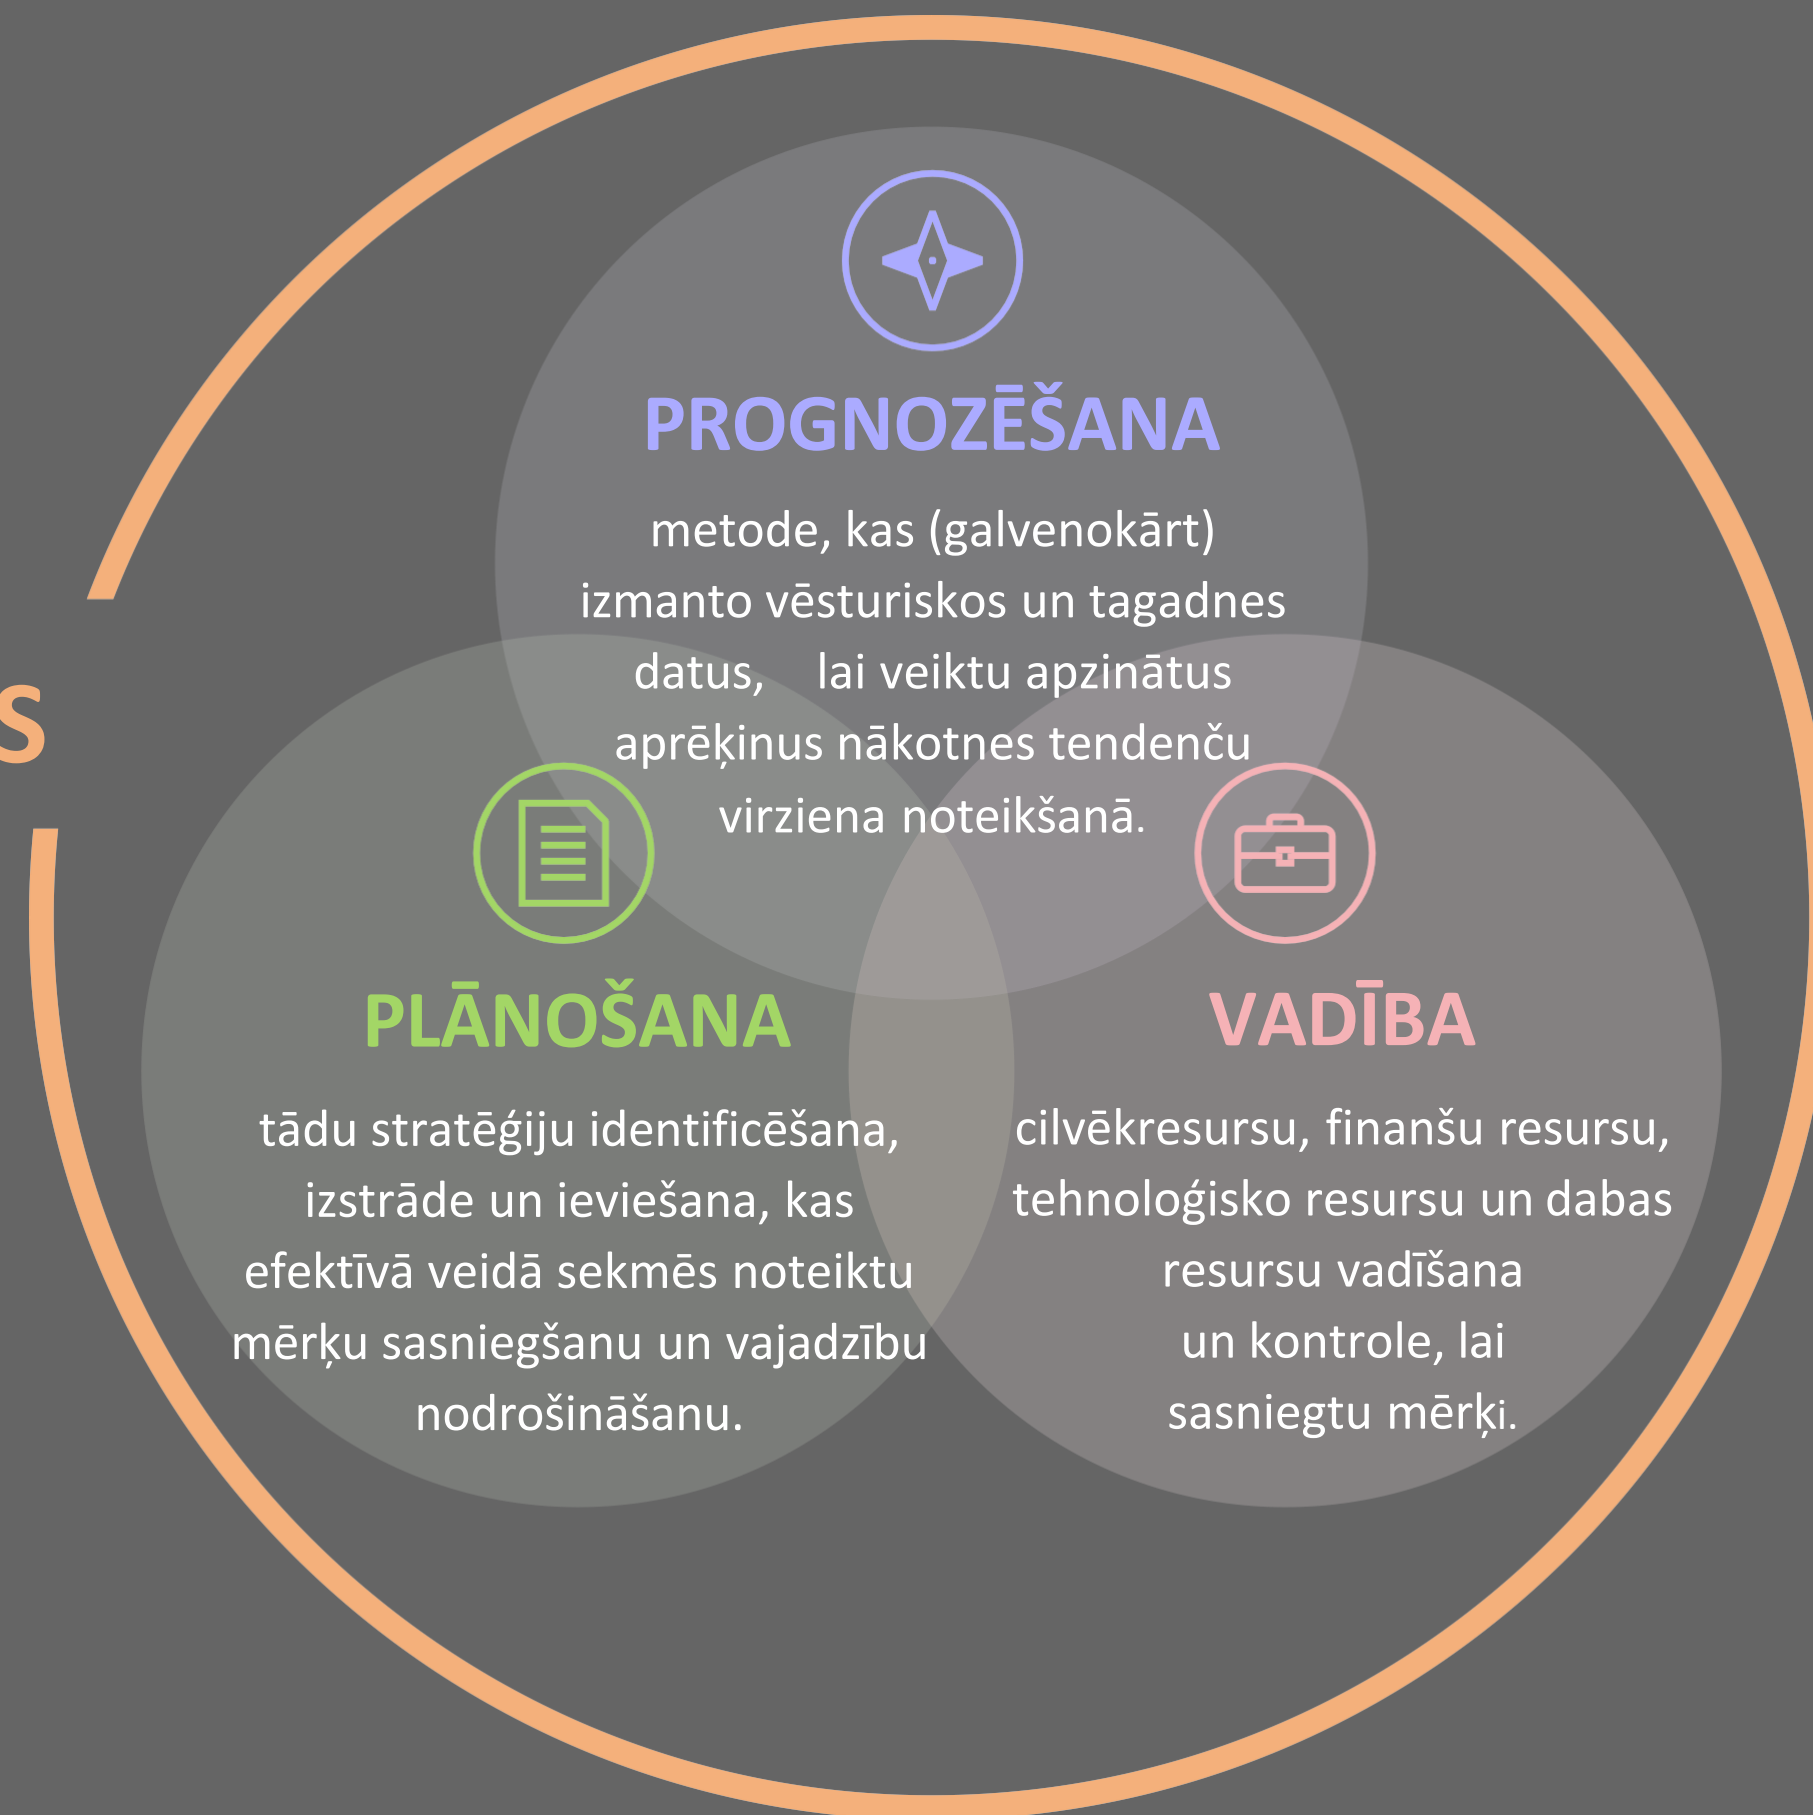 PROGNOZĒŠANA
metode, kas (galvenokārt)
izmanto vēsturiskos un tagadnes
datus, lai veiktu apzinātus
aprēķinus nākotnes tendenču
virziena noteikšanā.
S
PLĀNOŠANA
tādu stratēģiju identificēšana,
izstrāde un ieviešana, kas
efektīvā veidā sekmēs noteiktu
mērķu sasniegšanu un vajadzību
nodrošināšanu.
VADĪBA
cilvēkresursu, finanšu resursu,
tehnoloģisko resursu un dabas
resursu vadīšana
un kontrole, lai
sasniegtu mērķi.